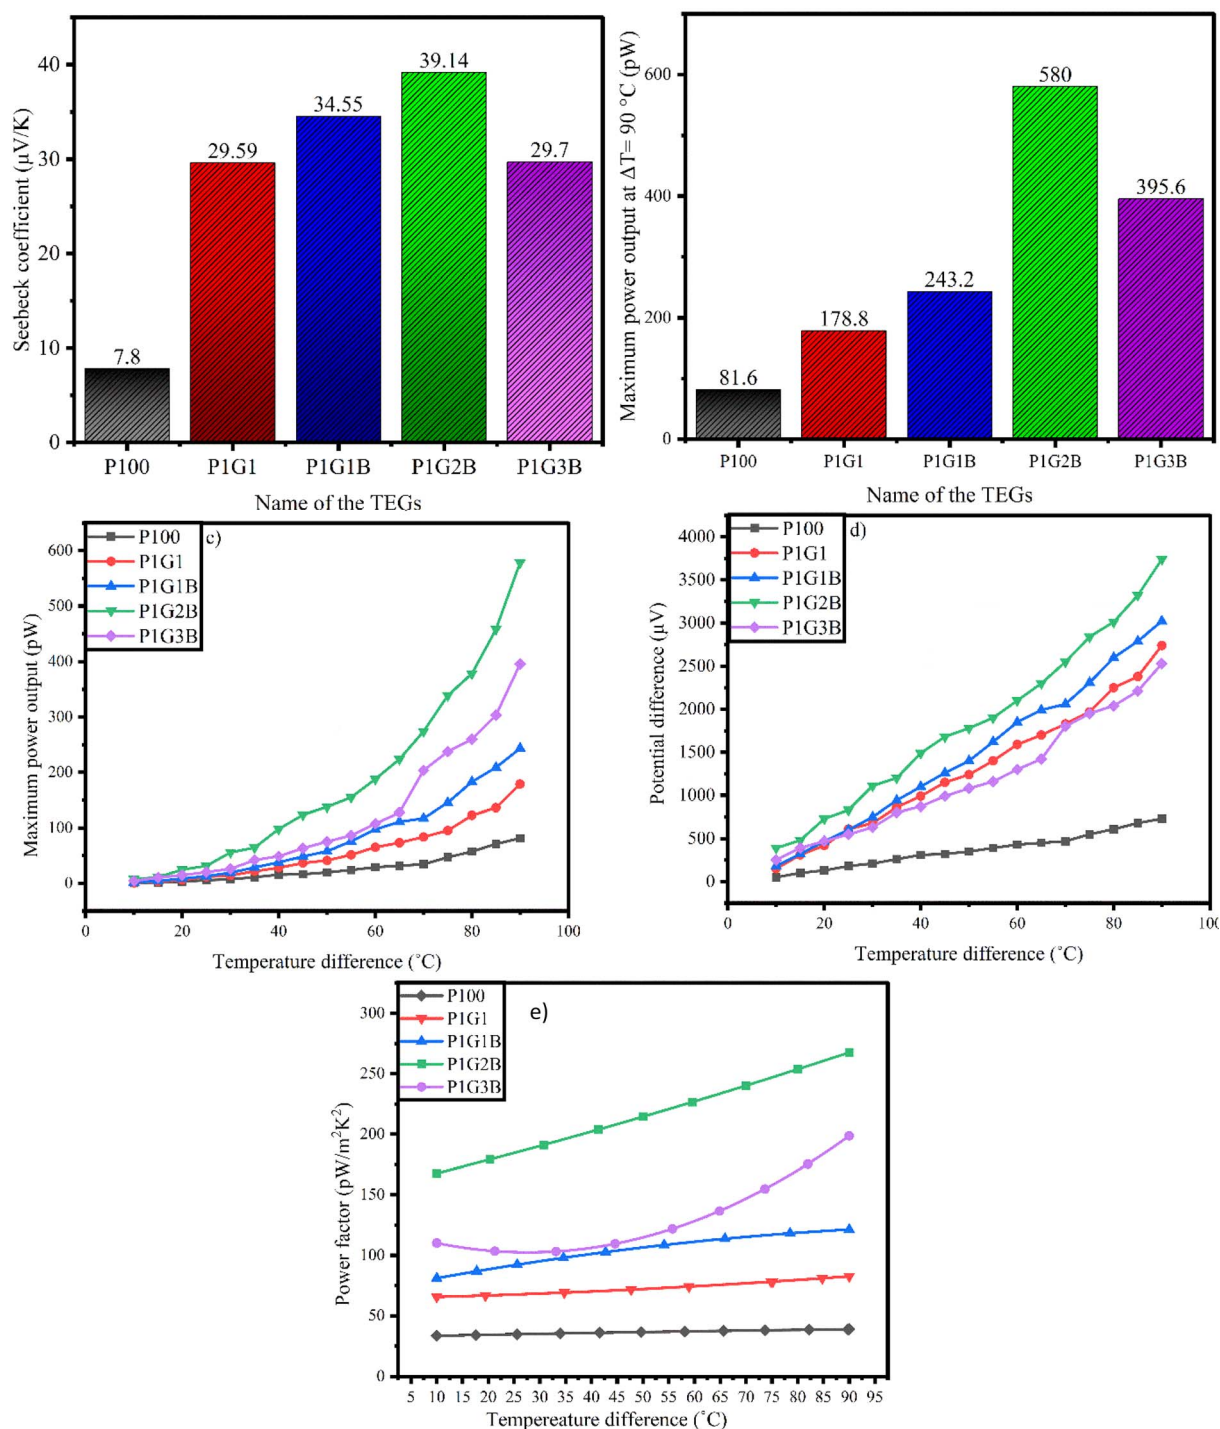 Seebeck coefficient (µV/K)
40
30
20
10
0
7.8
29.59
34.55
39.14
29.7
P100 P1G1 P1G1B P1G2B P1G3B
Name of the TEGs
Maximum power output at ΔT= 90 °C (pW)
600
400
200
0
81.6
178.8
243.2
580
395.6
P100 P1G1 P1G1B P1G2B P1G3B
Name of the TEGs
c)
P100
P1G1
P1G1B
P1G2B
P1G3B
Maximum power output (pW)
600
500
400
300
200
100
0
0 20 40 60 80 100
Temperature difference (˚C)
d)
P100
P1G1
P1G1B
P1G2B
P1G3B
Potential difference (µV)
4000
3500
3000
2500
2000
1500
1000
500
0
0 20 40 60 80 100
Temperature difference (˚C)
e)
P100
P1G1
P1G1B
P1G2B
P1G3B
Power factor (pW/m²K²)
300
250
200
150
100
50
0
5 10 15 20 25 30 35 40 45 50 55 60 65 70 75 80 85 90 95
Tempereature difference (˚C)